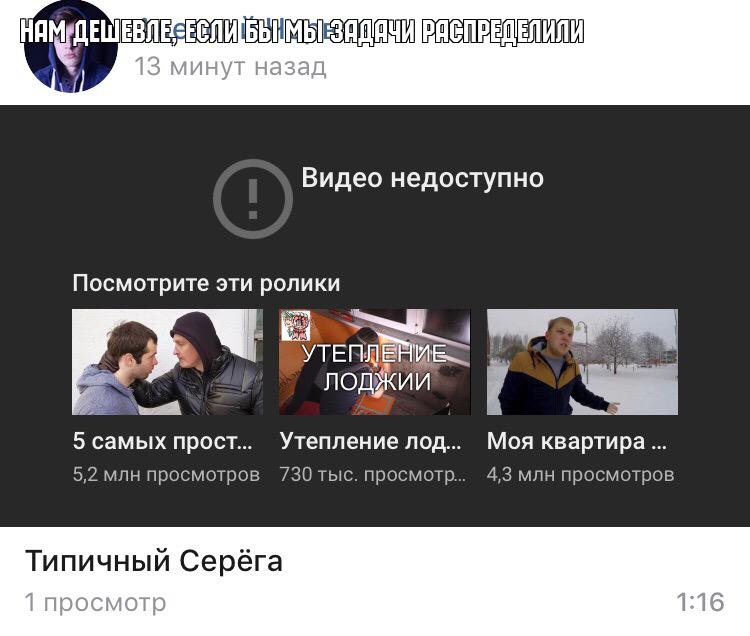 НАМ ДЕШЕВЛЕ, ЕСЛИ БЫ МЫ ЗАДАЧИ РАСПРЕДЕЛИЛИ
13 минут назад
Видео недоступно
Посмотрите эти ролики
УТЕПЛЕНИЕ
ЛОДЖИИ
5 самых прост...
Утепление лод...
Моя квартира ...
5,2 млн просмотров
730 тыс. просмотр...
4,3 млн просмотров
Типичный Серёга
1 просмотр
1:16